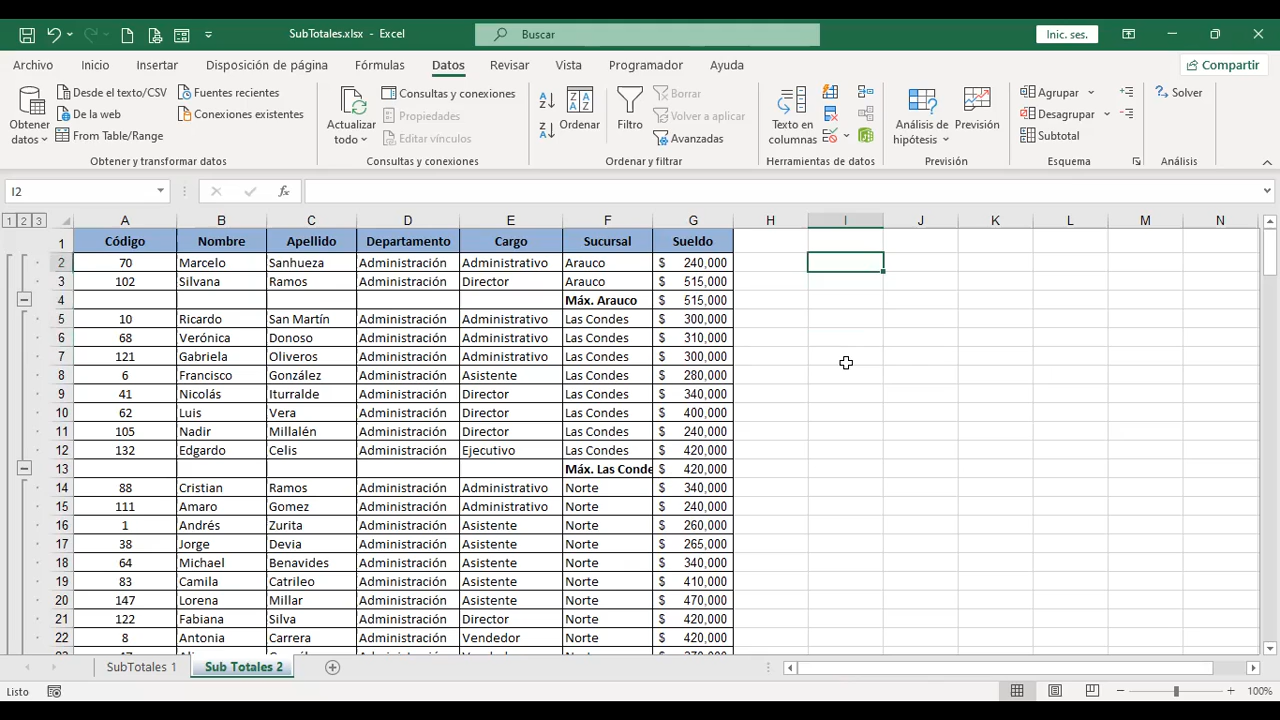 SubTotales.xlsx - Excel
Buscar
Inic. ses.
Archivo Inicio Insertar Disposición de página Fórmulas Datos Revisar Vista Programador Ayuda Compartir
Obtener datos
Desde el texto/CSV
De la web
From Table/Range
Fuentes recientes
Conexiones existentes
Obtener y transformar datos
Actualizar todo
Consultas y conexiones
Propiedades
Editar vínculos
Consultas y conexiones
Ordenar
Filtro
Borrar
Volver a aplicar
Avanzadas
Ordenar y filtrar
Texto en columnas
Herramientas de datos
Análisis de hipótesis
Previsión
Previsión
Agrupar
Desagrupar
Subtotal
Esquema
Solver
Análisis
I2
1 2 3 A B C D E F G H I J K L M N
1 Código Nombre Apellido Departamento Cargo Sucursal Sueldo
2 70 Marcelo Sanhueza Administración Administrativo Arauco $ 240,000
3 102 Silvana Ramos Administración Director Arauco $ 515,000
4 Máx. Arauco $ 515,000
5 10 Ricardo San Martín Administración Administrativo Las Condes $ 300,000
6 68 Verónica Donoso Administración Administrativo Las Condes $ 310,000
7 121 Gabriela Oliveros Administración Administrativo Las Condes $ 300,000
8 6 Francisco González Administración Asistente Las Condes $ 280,000
9 41 Nicolás Iturralde Administración Director Las Condes $ 340,000
10 62 Luis Vera Administración Director Las Condes $ 400,000
11 105 Nadir Millalén Administración Director Las Condes $ 240,000
12 132 Edgardo Celis Administración Ejecutivo Las Condes $ 420,000
13 Máx. Las Conde $ 420,000
14 88 Cristian Ramos Administración Administrativo Norte $ 340,000
15 111 Amaro Gomez Administración Administrativo Norte $ 240,000
16 1 Andrés Zurita Administración Asistente Norte $ 260,000
17 38 Jorge Devia Administración Asistente Norte $ 265,000
18 64 Michael Benavides Administración Asistente Norte $ 340,000
19 83 Camila Catrileo Administración Asistente Norte $ 410,000
20 147 Lorena Millar Administración Asistente Norte $ 470,000
21 122 Fabiana Silva Administración Director Norte $ 420,000
22 8 Antonia Carrera Administración Vendedor Norte $ 420,000
SubTotales 1 Sub Totales 2
Listo 100%